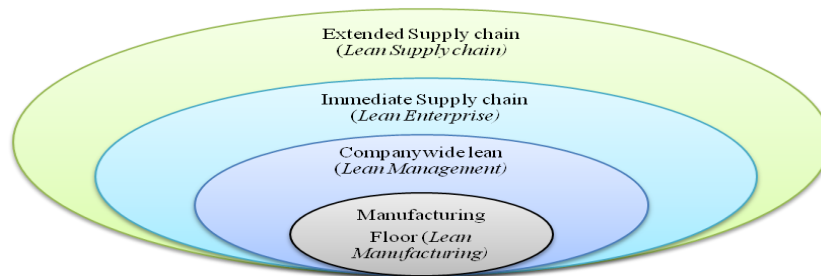 Extended Supply chain
(Lean Supply chain)
Immediate Supply chain
(Lean Enterprise)
Companywide lean
(Lean Management)
Manufacturing
Floor (Lean
Manufacturing)